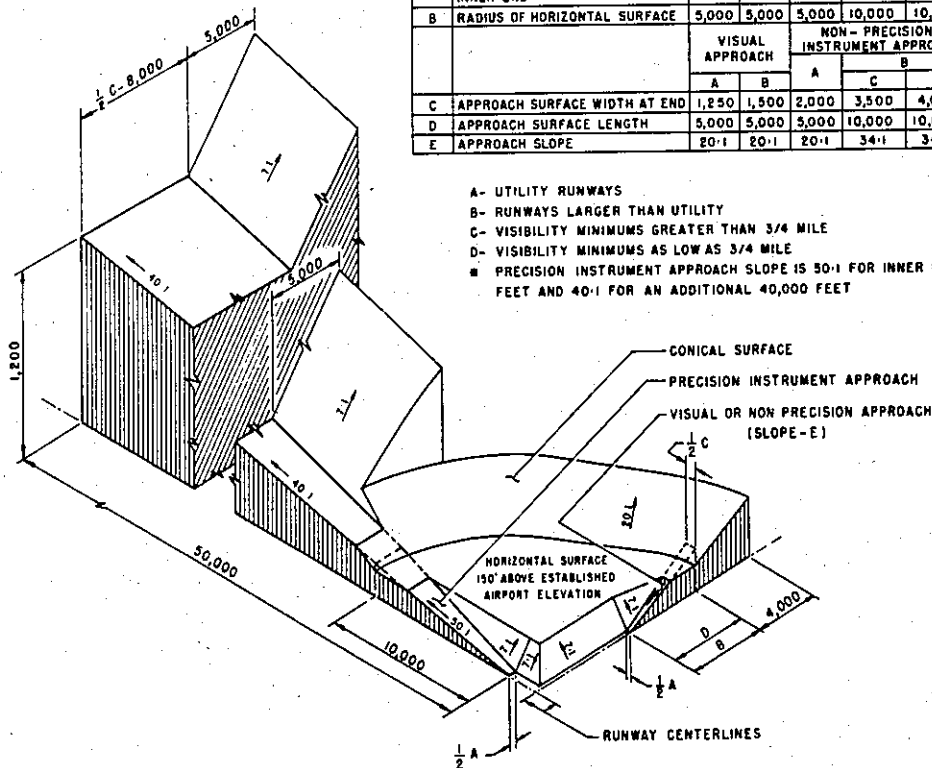 B RADIUS OF HORIZONTAL SURFACE 5,000 5,000 5,000 10,000 10,
VISUAL APPROACH NON-PRECISION INSTRUMENT APPRO
A B A B
C
C APPROACH SURFACE WIDTH AT END 1,250 1,500 2,000 3,500 4,
D APPROACH SURFACE LENGTH 5,000 5,000 5,000 10,000 10,
E APPROACH SLOPE 20:1 20:1 20:1 34:1 3
A- UTILITY RUNWAYS
B- RUNWAYS LARGER THAN UTILITY
C- VISIBILITY MINIMUMS GREATER THAN 3/4 MILE
D- VISIBILITY MINIMUMS AS LOW AS 3/4 MILE
* PRECISION INSTRUMENT APPROACH SLOPE IS 50:1 FOR INNER
FEET AND 40:1 FOR AN ADDITIONAL 40,000 FEET
5,000
1/2 C-8,000
7:1
40:1
5,000
1,200
7:1
CONICAL SURFACE
PRECISION INSTRUMENT APPROACH
VISUAL OR NON PRECISION APPROACH
(SLOPE-E)
1/2 C
40:1
20:1
50,000
HORIZONTAL SURFACE
150' ABOVE ESTABLISHED
AIRPORT ELEVATION
50:1
7:1
7:1
7:1
7:1
7:1
10,000
4,000
D
B
1/2 A
RUNWAY CENTERLINES
1/2 A